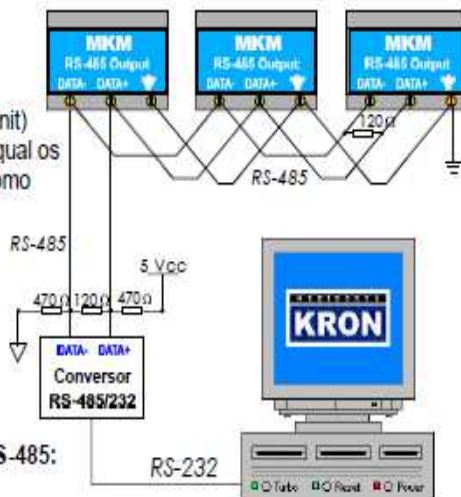 MKM
RS-485 Output
DATA- DATA+
MKM
RS-485 Output:
DATA- DATA+
MKM
RS-485 Output
DATA- DATA+
nit)
qual os
omo
120Ω
RS-485
RS-485
5 Vcc
470Ω 120Ω 470Ω
DATA- DATA+
Conversor
RS-485/232
KRON
S-485:
RS-232
Turbo Reset Power